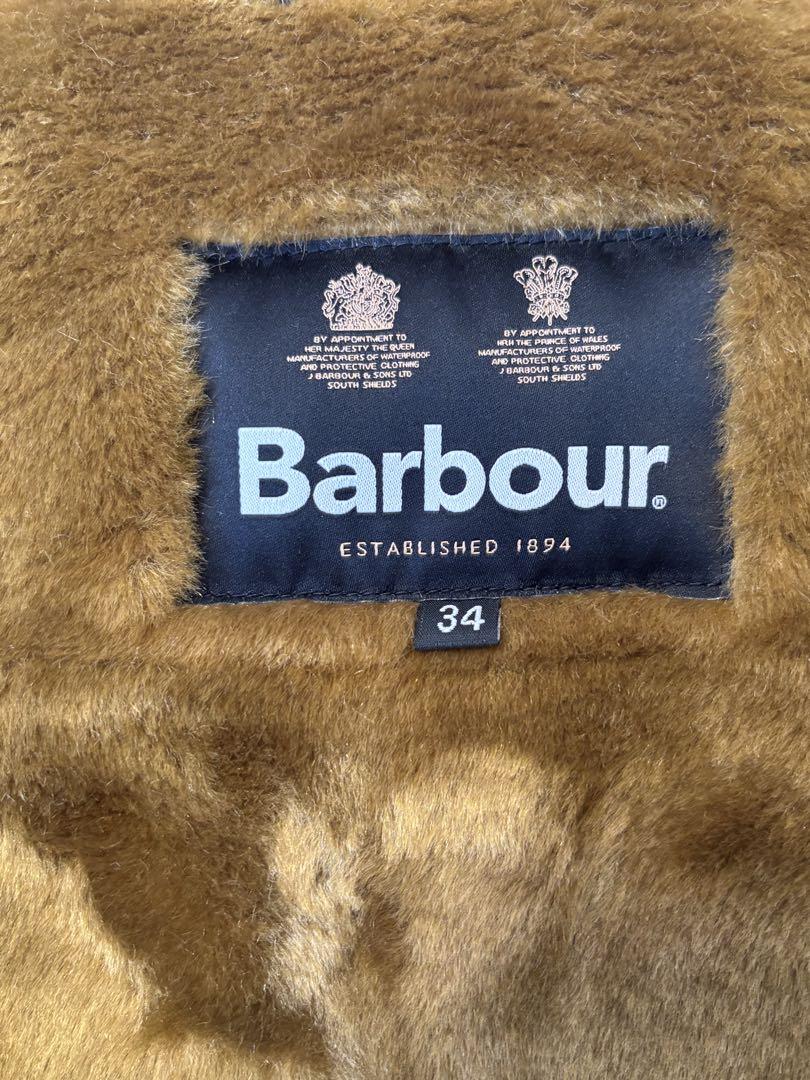 BY APPOINTMENT TO
HER MAJESTY THE QUEEN
MANUFACTURERS OF WATERPROOF
AND PROTECTIVE CLOTHING
J BARBOUR & SONS LTD
SOUTH SHIELDS
BY APPOINTMENT TO
HRH THE PRINCE OF WALES
MANUFACTURERS OF WATERPROOF
AND PROTECTIVE CLOTHING
J BARBOUR & SONS LTD
SOUTH SHIELDS
Barbour®
ESTABLISHED 1894
34